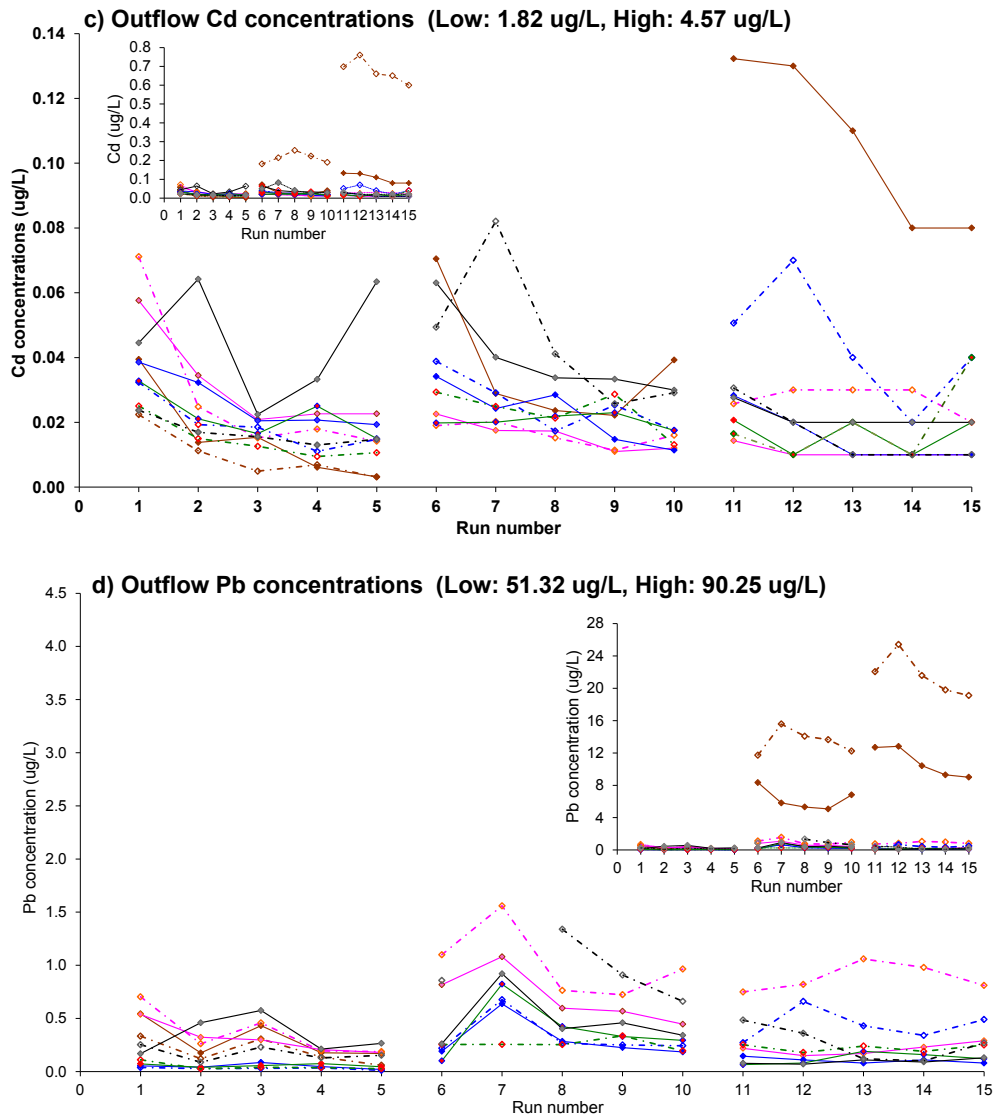 c) Outflow Cd concentrations (Low: 1.82 ug/L, High: 4.57 ug/L)
0.14
0.12
0.10
0.08
0.06
0.04
0.02
0.00
Cd concentrations (ug/L)
0 1 2 3 4 5 6 7 8 9 10 11 12 13 14 15
Run number
0.8
0.7
0.6
0.5
0.4
0.3
0.2
0.1
0.0
Cd (ug/L)
0 1 2 3 4 5 6 7 8 9 10 11 12 13 14 15
Run number
d) Outflow Pb concentrations (Low: 51.32 ug/L, High: 90.25 ug/L)
4.5
4.0
3.5
3.0
2.5
2.0
1.5
1.0
0.5
0.0
Pb concentration (ug/L)
0 1 2 3 4 5 6 7 8 9 10 11 12 13 14 15
Run number
28
24
20
16
12
8
4
0
Pb concentration (ug/L)
0 1 2 3 4 5 6 7 8 9 10 11 12 13 14 15
Run number